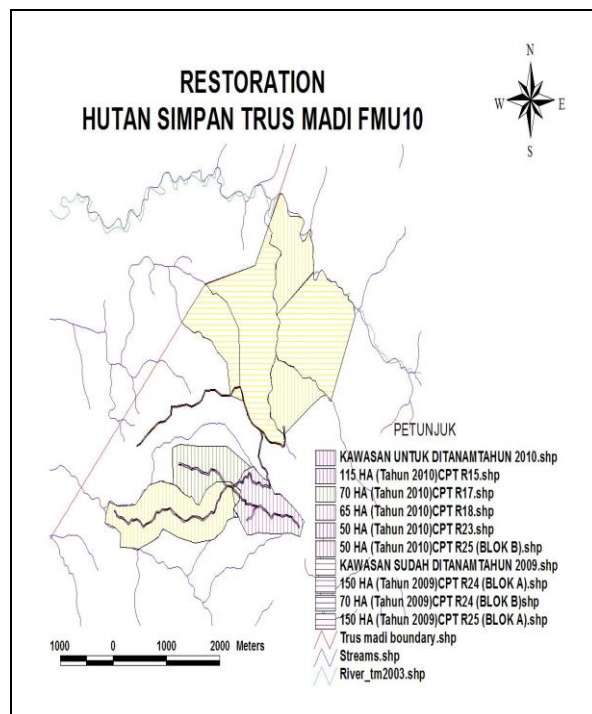 RESTORATION
HUTAN SIMPAN TRUS MADI FMU10
N
W E
S
PETUNJUK
KAWASAN UNTUK DITANAMTAHUN 2010.shp
115 HA (Tahun 2010)CPT R15.shp
70 HA (Tahun 2010)CPT R17.shp
65 HA (Tahun 2010)CPT R18.shp
50 HA (Tahun 2010)CPT R23.shp
50 HA (Tahun 2010)CPT R25 (BLOK B).shp
KAWASAN SUDAH DITANAMTAHUN 2009.shp
150 HA (Tahun 2009)CPT R24 (BLOK A).shp
70 HA (Tahun 2009)CPT R24 (BLOK B)shp
150 HA (Tahun 2009)CPT R25 (BLOK A).shp
Trus madi boundary.shp
Streams.shp
River_tm2003.shp
1000 0 1000 2000 Meters